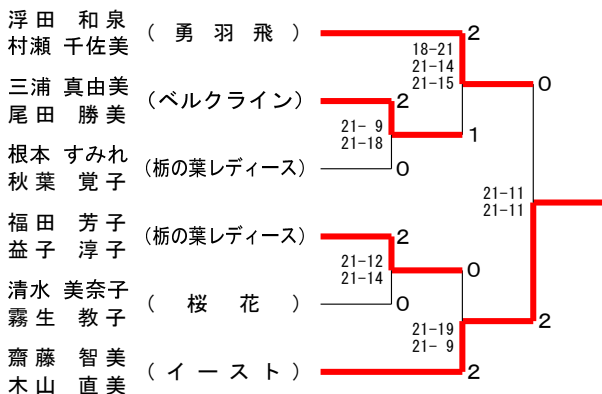 浮田 和泉
村瀬 千佐美
(勇羽飛)
三浦 真由美
尾田 勝美
(ベルクライン)
根本 すみれ
秋葉 覚子
(栃の葉レディース)
福田 芳子
益子 淳子
(栃の葉レディース)
清水 美奈子
霧生 教子
(桜花)
齋藤 智美
木山 直美
(イースト)
2
18-21
21-14
21-15
0
2
21- 9
21-18
1
0
21-11
21-11
2
21-12
21-14
0
0
21-19
21- 9
2
2